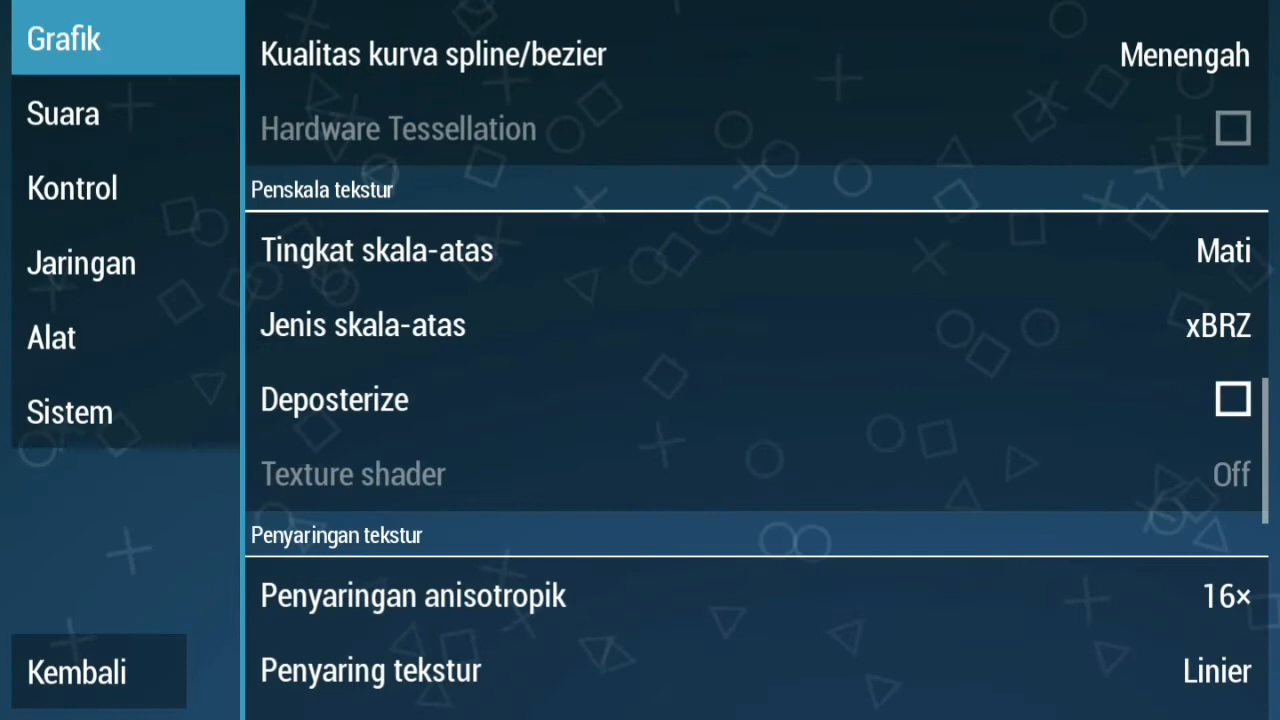 Grafik
Suara
Kontrol
Jaringan
Alat
Sistem
Kembali
Kualitas kurva spline/bezier Menengah
Hardware Tessellation
Penskala tekstur
Tingkat skala-atas Mati
Jenis skala-atas xBRZ
Deposterize
Texture shader Off
Penyaringan tekstur
Penyaringan anisotropik 16×
Penyaring tekstur Linier